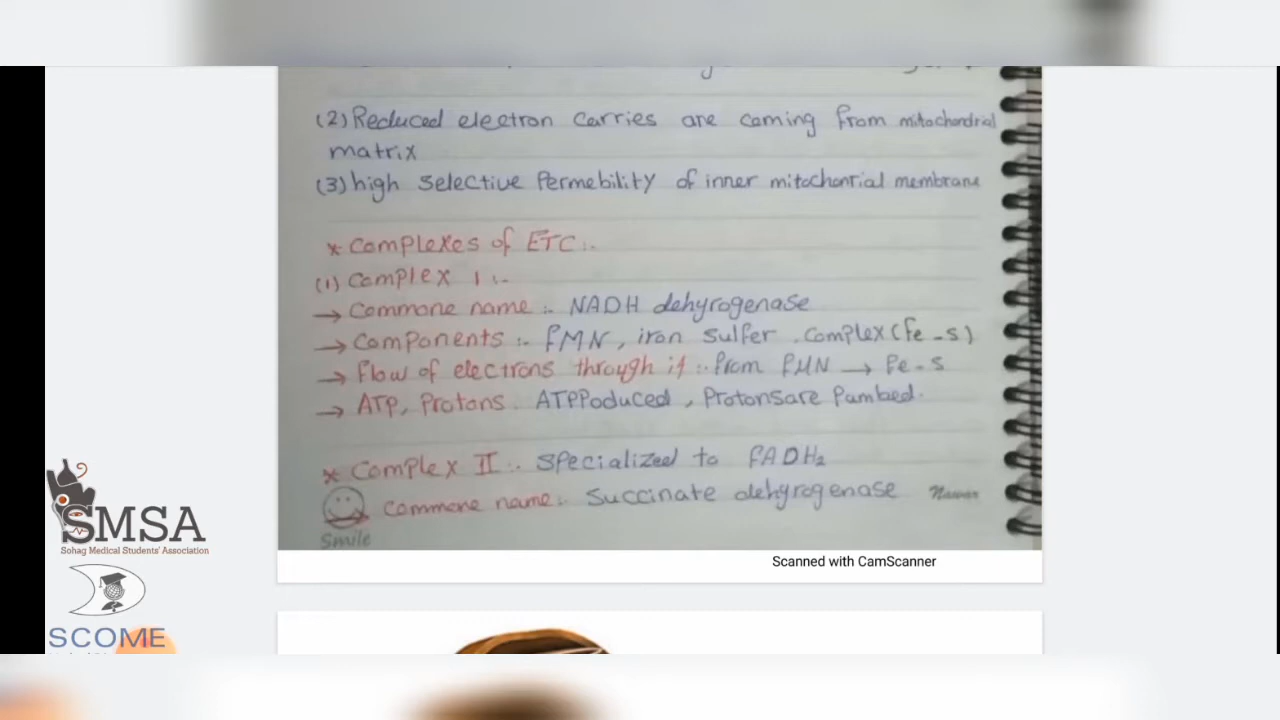 (2) Reduced electron carries are coming from mitochondrial
matrix
(3) high selective Permebility of inner mitochontrial membrane
* Complexes of ETC :-
(1) Complex 1 :-
→ Commone name :- NADH dehyrogenase
→ Components :- FMN, iron sulfer complex (Fe-s)
→ Flow of electrons through it :- From FMN → Fe-s
→ ATP, Protons ATPPoduced, Protonsare Pambed.
* Complex II :- Specialized to FADH2
Commone name :- Succinate dehyrogenase
Smile
Scanned with CamScanner
SMSA
Sohag Medical Students' Association
SCOME